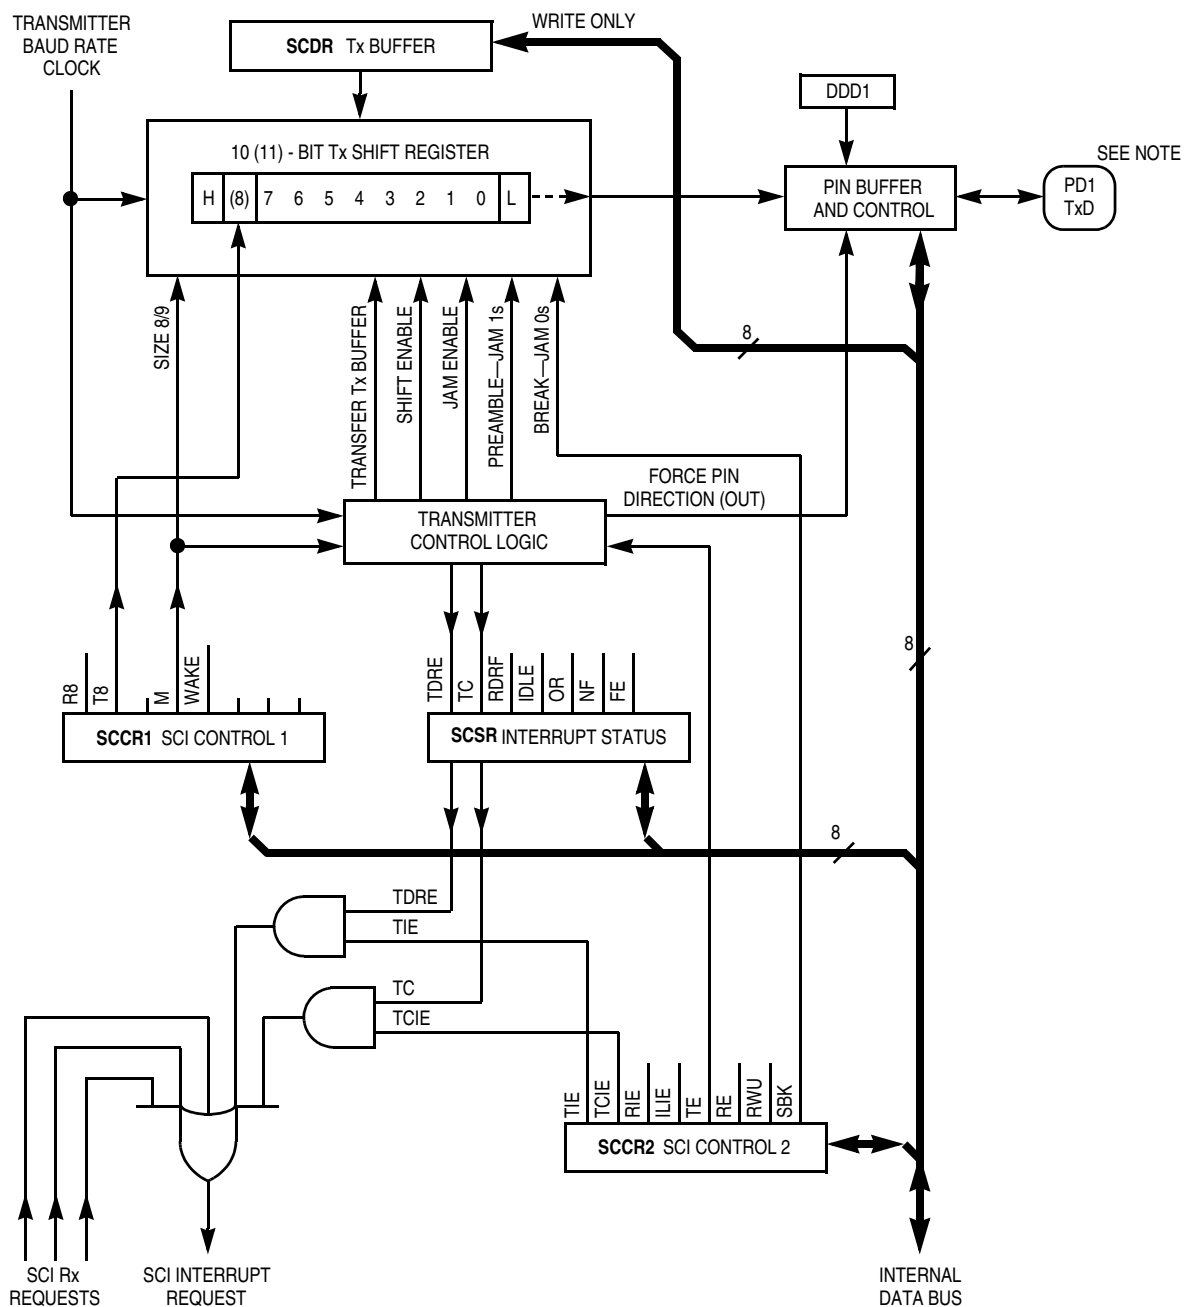 TRANSMITTER
BAUD RATE
CLOCK
SCDR Tx BUFFER
WRITE ONLY
DDD1
10 (11) - BIT Tx SHIFT REGISTER
H (8) 7 6 5 4 3 2 1 0 L
PIN BUFFER
AND CONTROL
SEE NOTE
PD1
TxD
SIZE 8/9
TRANSFER Tx BUFFER
SHIFT ENABLE
JAM ENABLE
PREAMBLE—JAM 1s
BREAK—JAM 0s
8
FORCE PIN
DIRECTION (OUT)
TRANSMITTER
CONTROL LOGIC
8
R8
T8
M
WAKE
TDRE
TC
RDRF
IDLE
OR
NF
FE
SCCR1 SCI CONTROL 1
SCSR INTERRUPT STATUS
8
TDRE
TIE
TC
TCIE
TIE
TCIE
RIE
ILIE
TE
RE
RWU
SBK
SCCR2 SCI CONTROL 2
SCI Rx
REQUESTS
SCI INTERRUPT
REQUEST
INTERNAL
DATA BUS